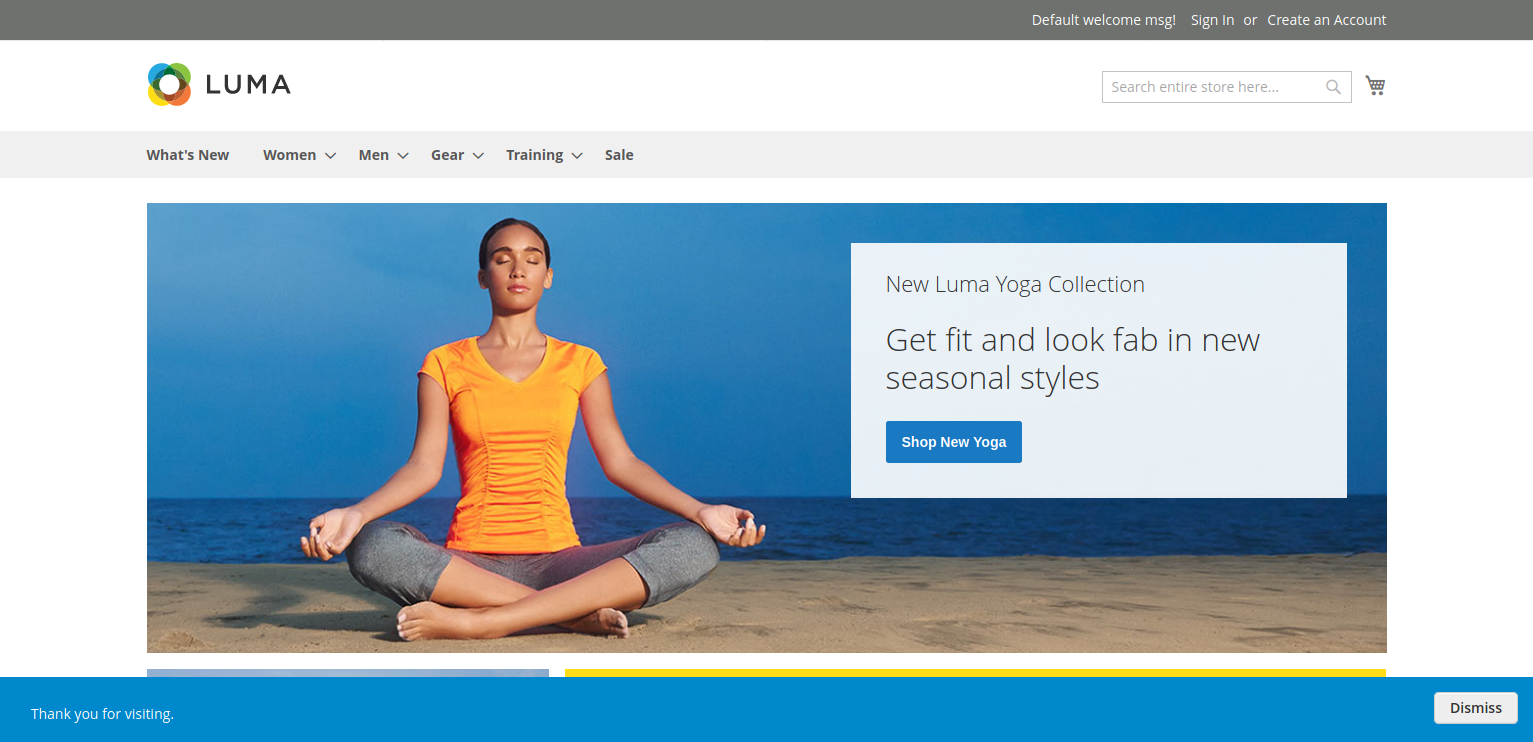 Default welcome msg! Sign In or Create an Account
LUMA
Search entire store here...
What's New Women Men Gear Training Sale
New Luma Yoga Collection
Get fit and look fab in new
seasonal styles
Shop New Yoga
Thank you for visiting.
Dismiss